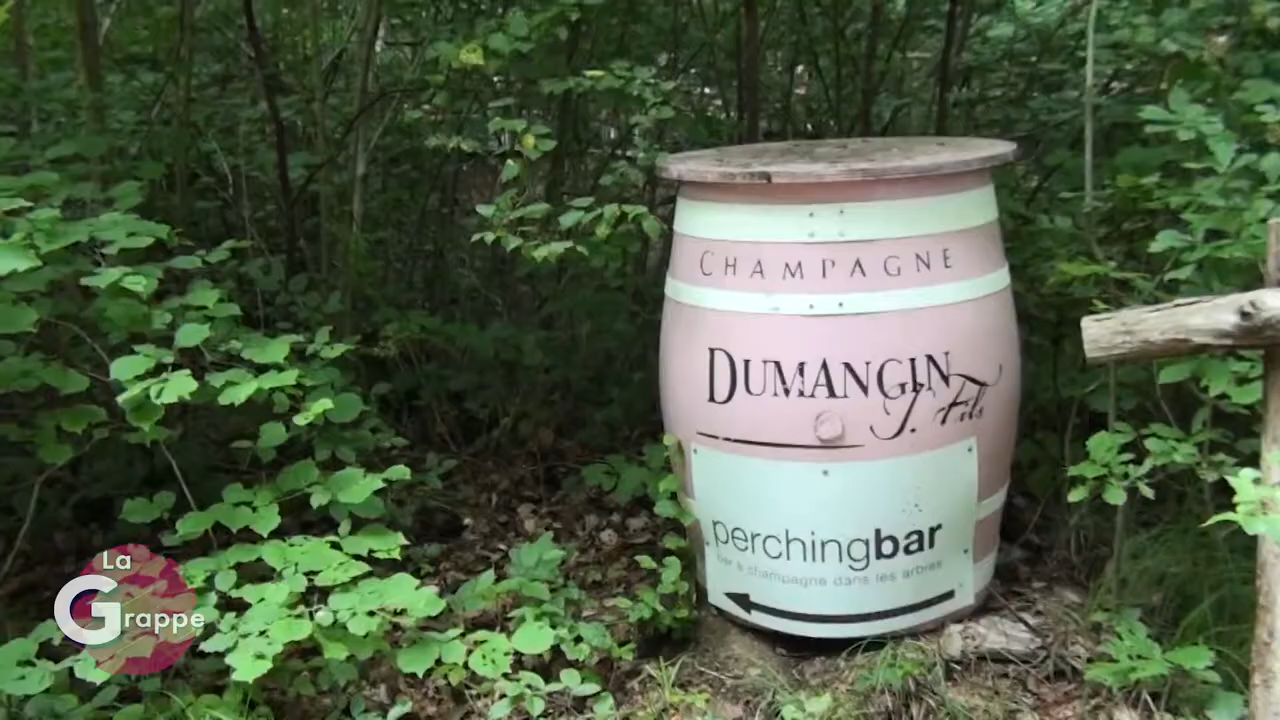 CHAMPAGNE
DUMANGIN
J. Fils
perchingbar
bar à champagne dans les arbres
La
Grappe